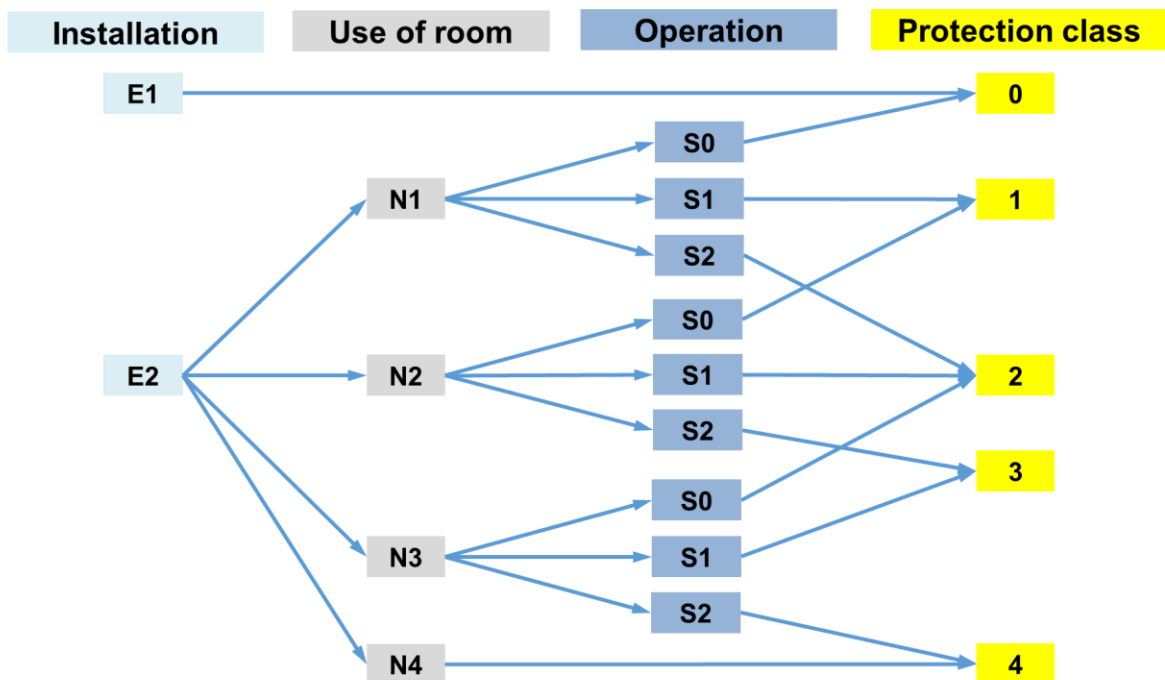 Installation Use of room Operation Protection class
E1 0
S0
N1 S1 1
S2
S0
E2 N2 S1 2
S2
3
S0
N3 S1
S2
N4 4